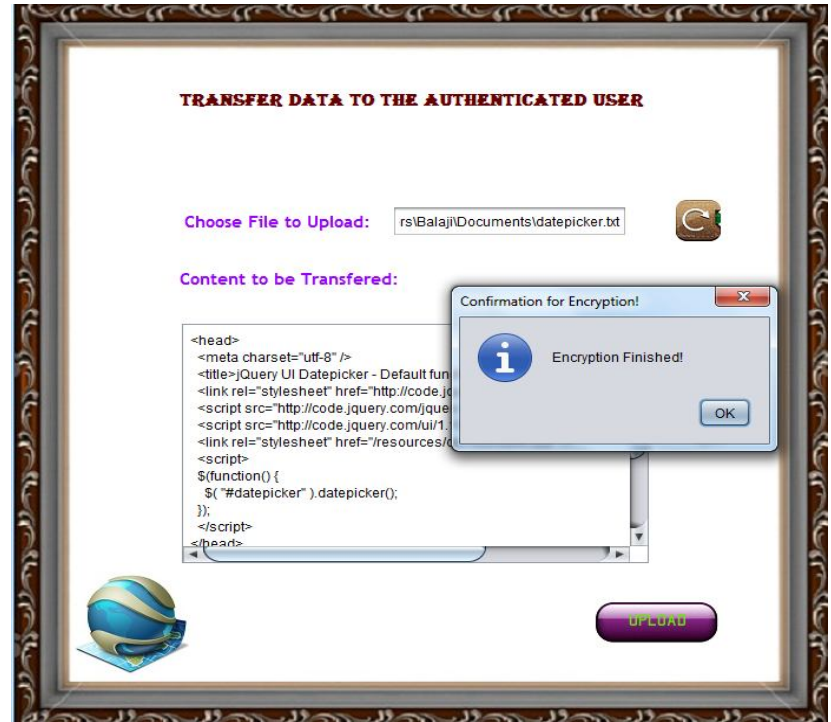 TRANSFER DATA TO THE AUTHENTICATED USER
Choose File to Upload:
rs\Balaji\Documents\datepicker.txt
Content to be Transfered:
Confirmation for Encryption!
Encryption Finished!
OK
<head>
<meta charset="utf-8" />
<title>jQuery UI Datepicker - Default fun
<link rel="stylesheet" href="http://code.jq
<script src="http://code.jquery.com/jque
<script src="http://code.jquery.com/ui/1.
<link rel="stylesheet" href="/resources/
<script>
$(function() {
$( "#datepicker" ).datepicker();
});
</script>
</head>
UPLOAD